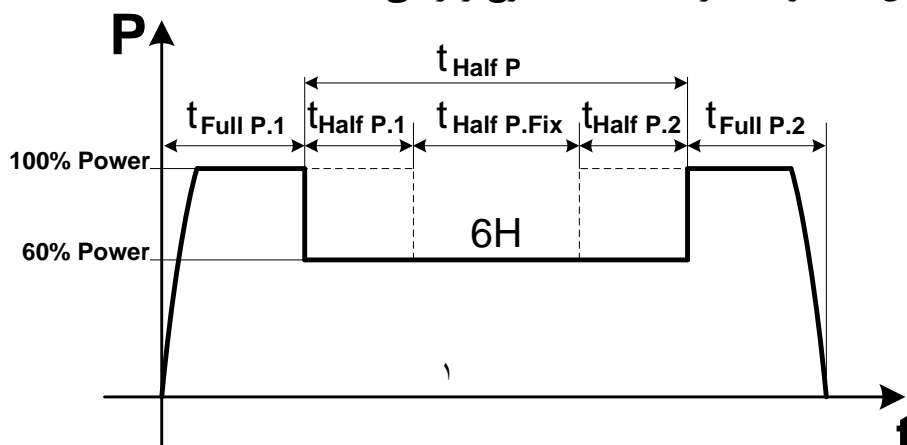 P
t Half P
t Full P.1 t Half P.1 t Half P.Fix t Half P.2 t Full P.2
100% Power
6H
60% Power
١
t